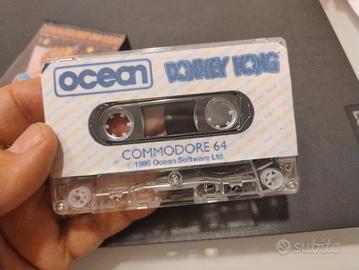 ocean DONKEY KONG
COMMODORE 64
© 1986 Ocean Software Ltd.
subito